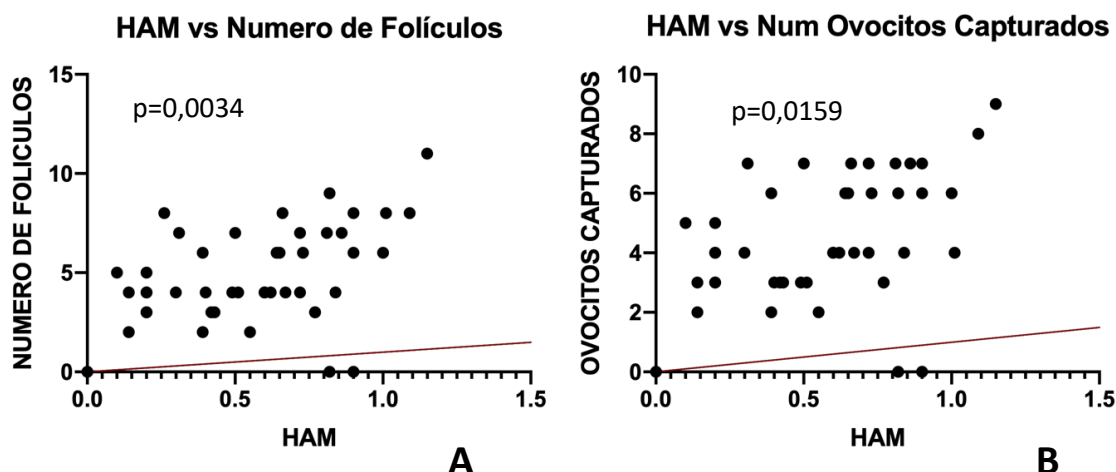 HAM vs Numero de Folículos
p=0,0034
NUMERO DE FOLICULOS
15
10
5
0
0.0
0.5
1.0
1.5
HAM
A
HAM vs Num Ovocitos Capturados
p=0,0159
OVOCITOS CAPTURADOS
10
8
6
4
2
0
0.0
0.5
1.0
1.5
HAM
B